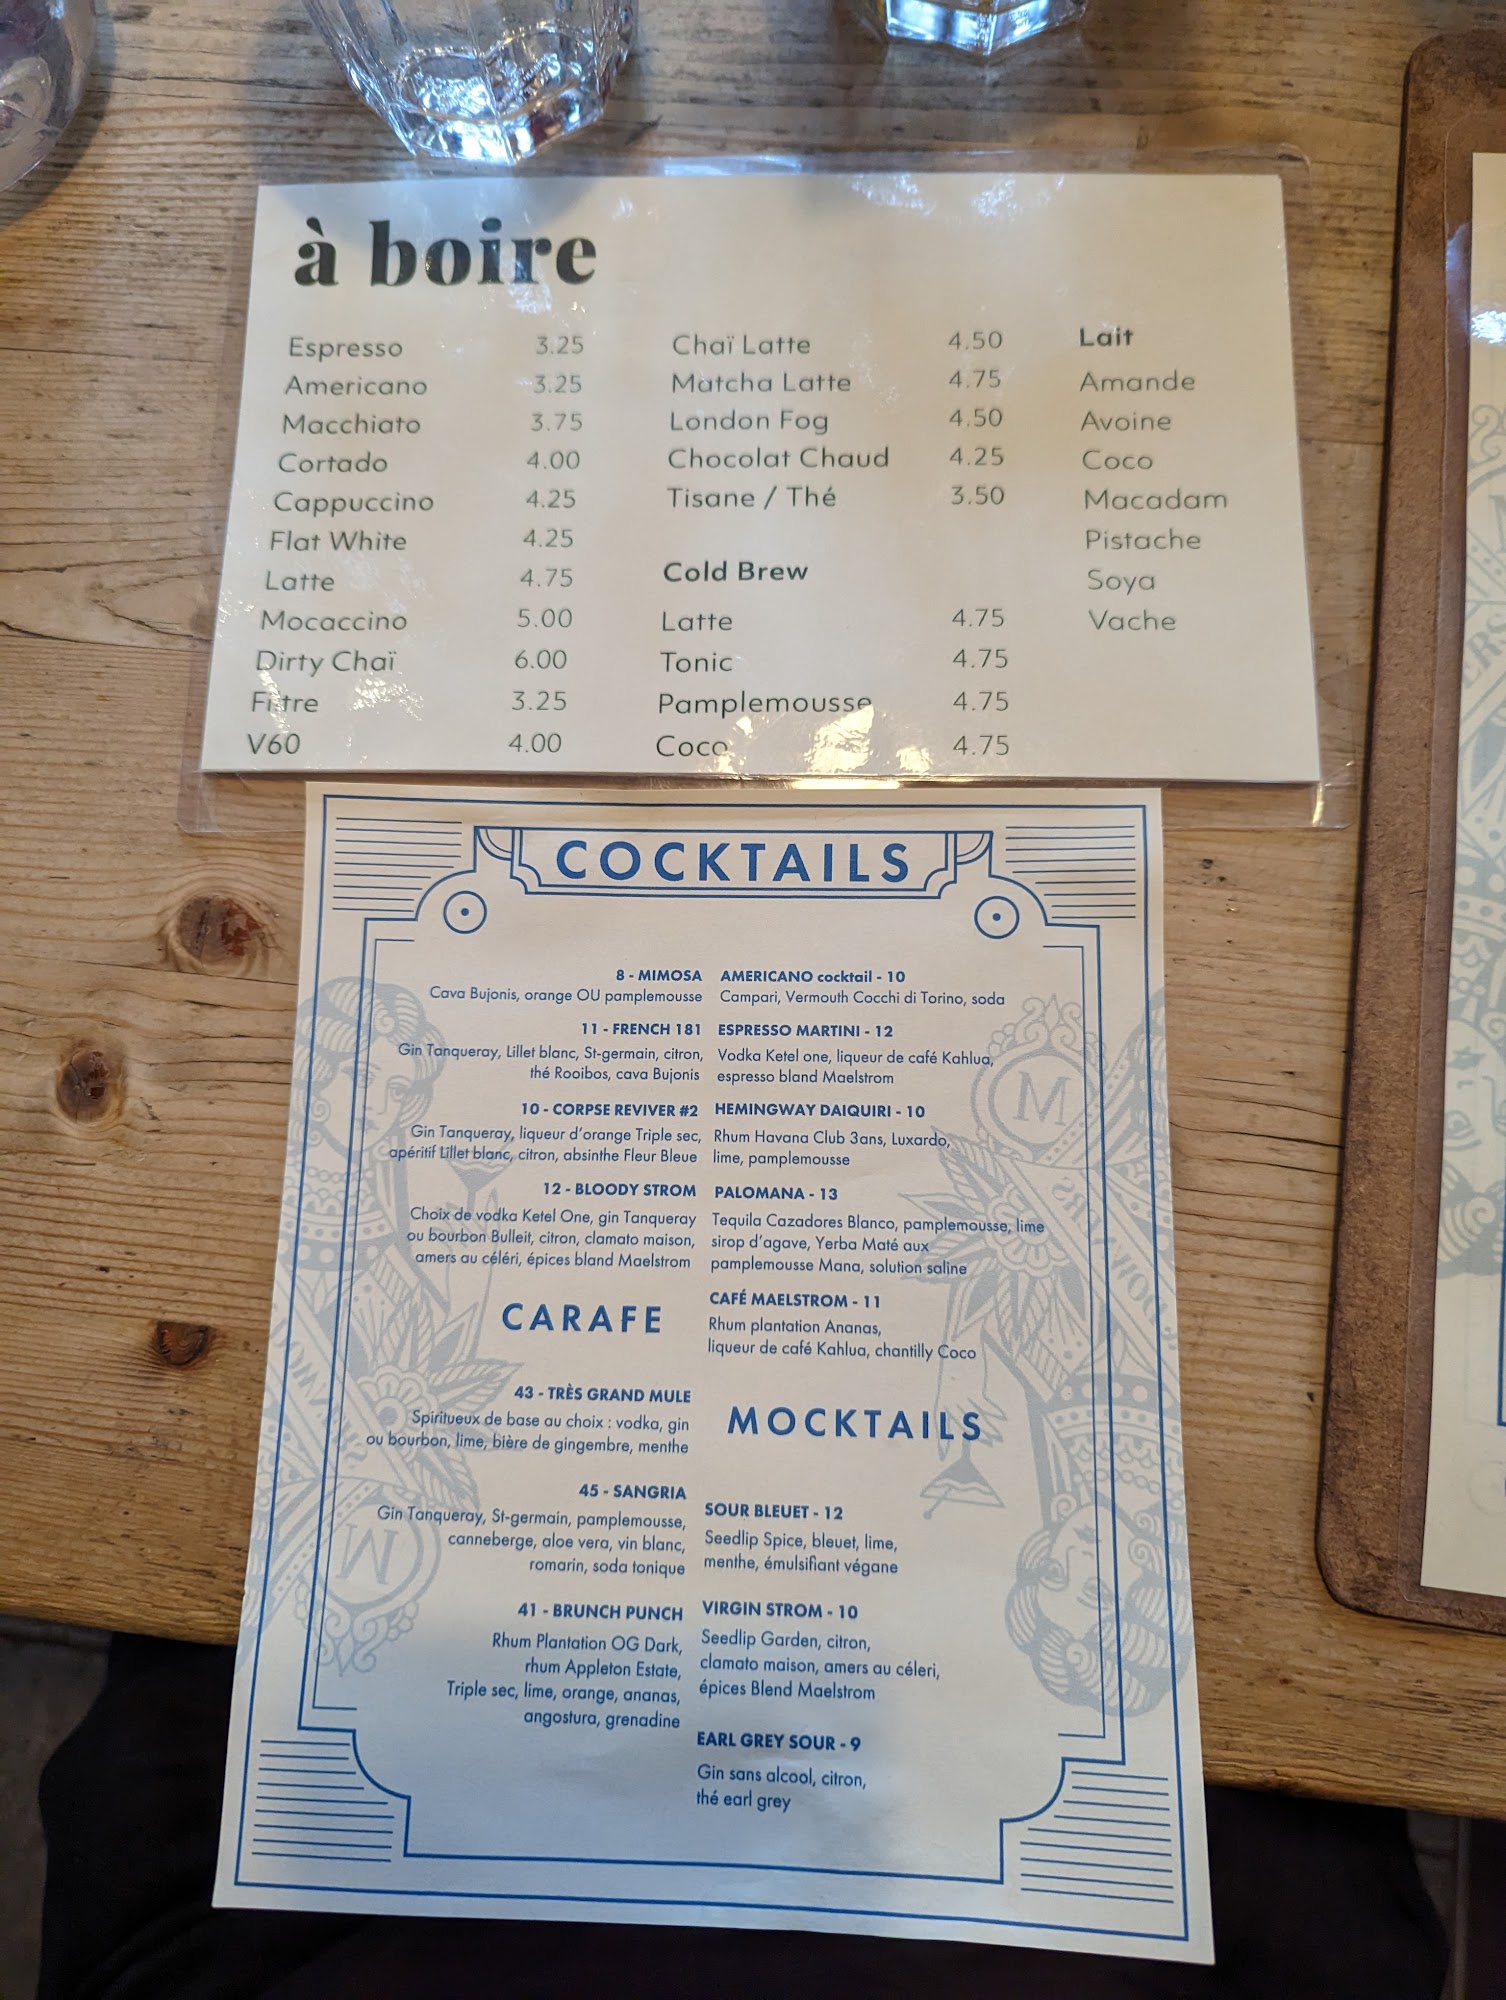 à boire
Espresso 3.25
Americano 3.25
Macchiato 3.75
Cortado 4.00
Cappuccino 4.25
Flat White 4.25
Latte 4.75
Mocaccino 5.00
Dirty Chaï 6.00
Filtre 3.25
V60 4.00
Chaï Latte 4.50
Matcha Latte 4.75
London Fog 4.50
Chocolat Chaud 4.25
Tisane / Thé 3.50
Cold Brew
Latte 4.75
Tonic 4.75
Pamplemousse 4.75
Coco 4.75
Lait
Amande
Avoine
Coco
Macadam
Pistache
Soya
Vache
COCKTAILS
8 - MIMOSA
Cava Bujonis, orange OU pamplemousse
11 - FRENCH 181
Gin Tanqueray, Lillet blanc, St-germain, citron,
thé Rooibos, cava Bujonis
10 - CORPSE REVIVER #2
Gin Tanqueray, liqueur d'orange Triple sec,
apéritif Lillet blanc, citron, absinthe Fleur Bleue
12 - BLOODY STROM
Choix de vodka Ketel One, gin Tanqueray
ou bourbon Bulleit, citron, clamato maison,
amers au céléri, épices bland Maelstrom
CARAFE
43 - TRÈS GRAND MULE
Spiritueux de base au choix : vodka, gin
ou bourbon, lime, bière de gingembre, menthe
45 - SANGRIA
Gin Tanqueray, St-germain, pamplemousse,
canneberge, aloe vera, vin blanc,
romarin, soda tonique
41 - BRUNCH PUNCH
Rhum Plantation OG Dark,
rhum Appleton Estate,
Triple sec, lime, orange, ananas,
angostura, grenadine
AMERICANO cocktail - 10
Campari, Vermouth Cocchi di Torino, soda
ESPRESSO MARTINI - 12
Vodka Ketel one, liqueur de café Kahlua,
espresso bland Maelstrom
HEMINGWAY DAIQUIRI - 10
Rhum Havana Club 3ans, Luxardo,
lime, pamplemousse
PALOMANA - 13
Tequila Cazadores Blanco, pamplemousse, lime
sirop d'agave, Yerba Maté aux
pamplemousse Mana, solution saline
CAFÉ MAELSTROM - 11
Rhum plantation Ananas,
liqueur de café Kahlua, chantilly Coco
MOCKTAILS
SOUR BLEUET - 12
Seedlip Spice, bleuet, lime,
menthe, émulsifiant végane
VIRGIN STROM - 10
Seedlip Garden, citron,
clamato maison, amers au céleri,
épices Blend Maelstrom
EARL GREY SOUR - 9
Gin sans alcool, citron,
thé earl grey
M
M